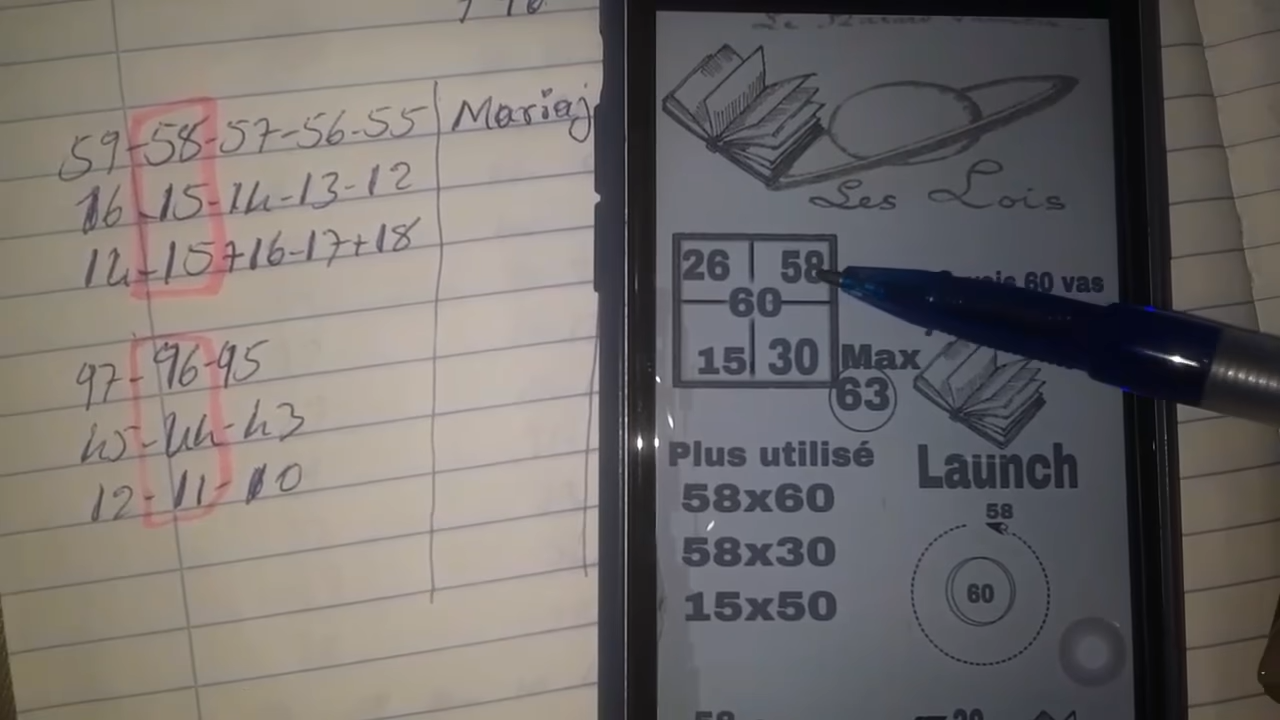 59-58-57-56-55
Mariaj
16-15-14-13-12
14-15+16-17+18
97-96-95
45-44-43
12-11-10
Les Lois
26 58
60
15 30
60 vas
Max
63
Plus utilisé
58x60
58x30
15x50
Launch
58
60